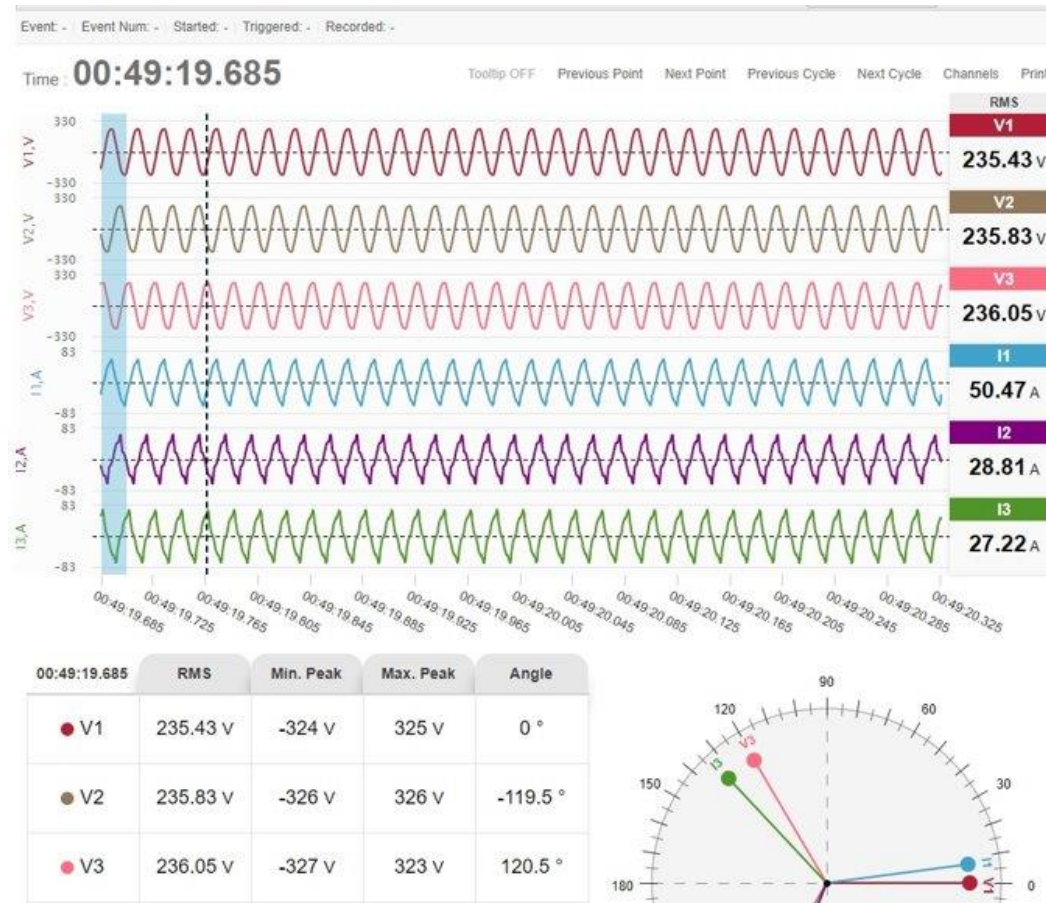 Event: - Event Num: - Started: - Triggered: - Recorded: -
Time : 00:49:19.685
Tooltip OFF Previous Point Next Point Previous Cycle Next Cycle Channels Print
RMS
V1,V 330 -330
V1
235.43 V
V2,V 330 -330
V2
235.83 V
V3,V 330 -330
V3
236.05 V
I1,A 83 -83
I1
50.47 A
I2,A 83 -83
I2
28.81 A
I3,A 83 -83
I3
27.22 A
00:49:19.685 00:49:19.725 00:49:19.765 00:49:19.805 00:49:19.845 00:49:19.885 00:49:19.925 00:49:19.965 00:49:20.005 00:49:20.045 00:49:20.085 00:49:20.125 00:49:20.165 00:49:20.205 00:49:20.245 00:49:20.285 00:49:20.325
00:49:19.685 RMS Min. Peak Max. Peak Angle
V1 235.43 V -324 V 325 V 0 °
V2 235.83 V -326 V 326 V -119.5 °
V3 236.05 V -327 V 323 V 120.5 °
90
120 60
V3
I3
150 30
I1
180 V1 0